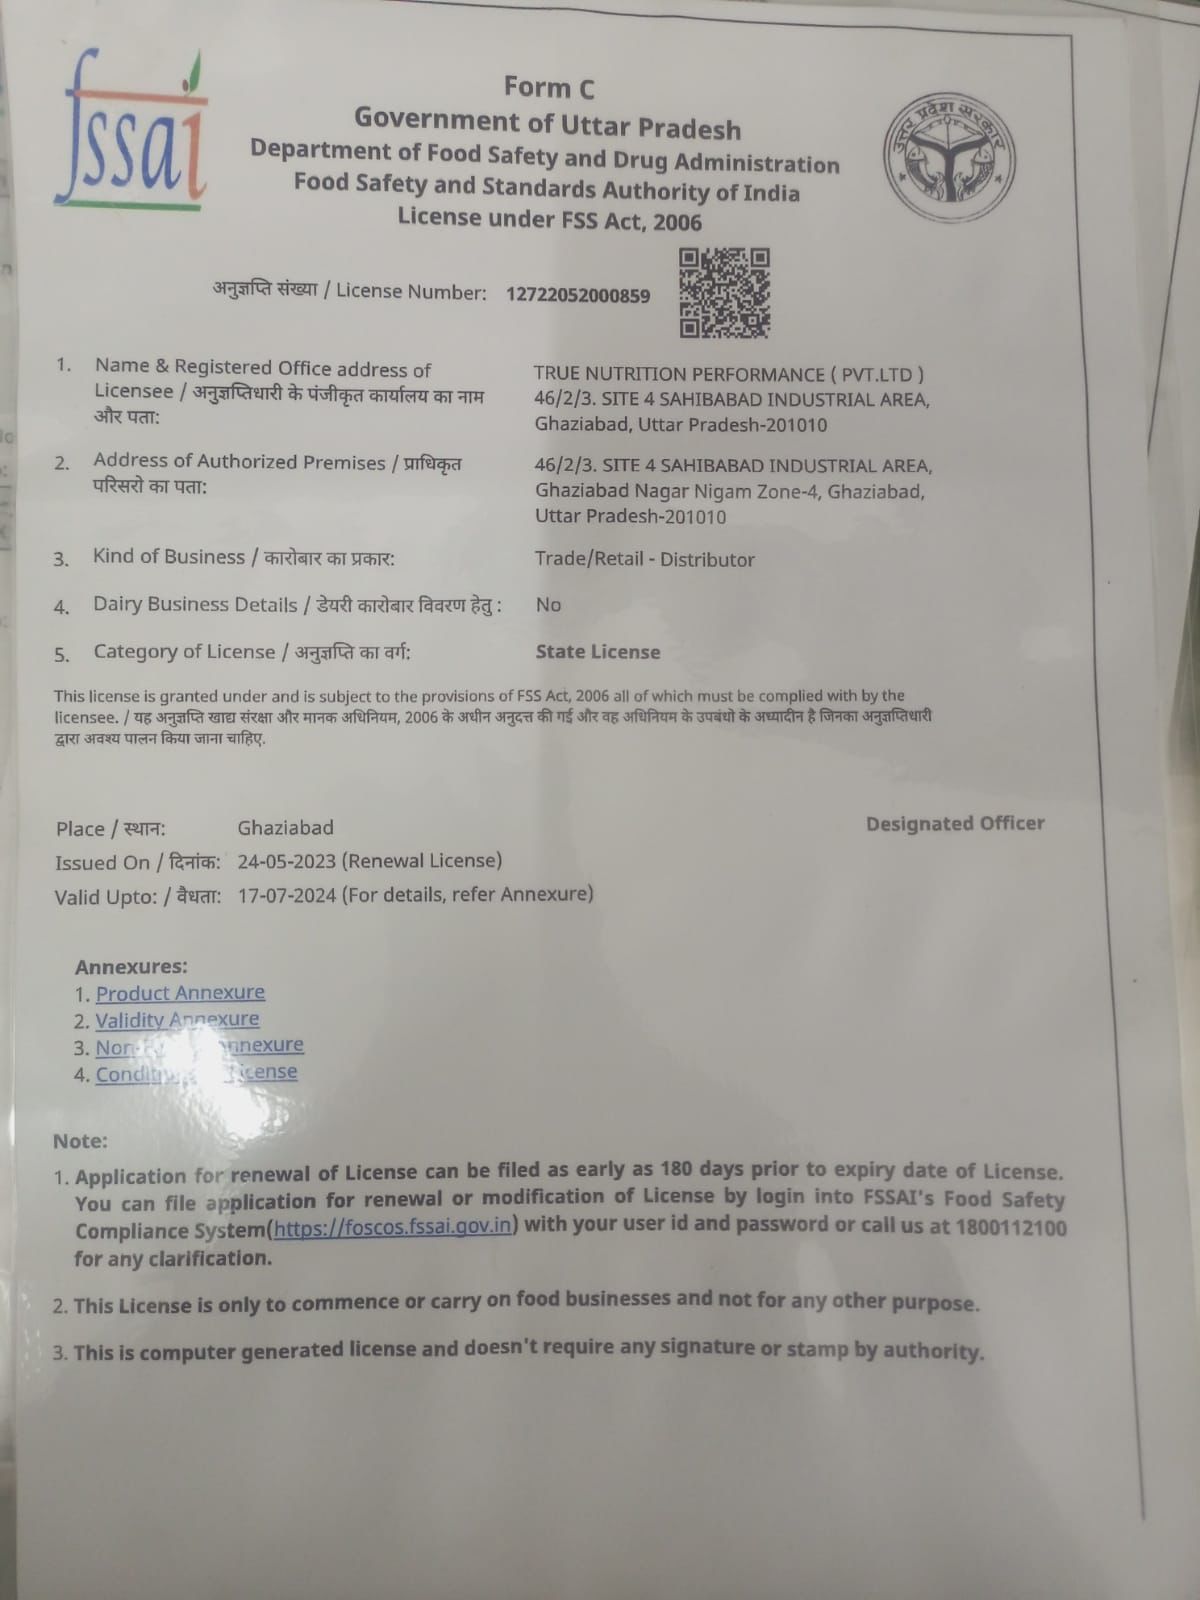 fssai
Form C
Government of Uttar Pradesh
Department of Food Safety and Drug Administration
Food Safety and Standards Authority of India
License under FSS Act, 2006
उत्तर प्रदेश सरकार
अनुज्ञप्ति संख्या / License Number: 12722052000859
1. Name & Registered Office address of TRUE NUTRITION PERFORMANCE ( PVT.LTD )
Licensee / अनुज्ञप्तिधारी के पंजीकृत कार्यालय का नाम 46/2/3. SITE 4 SAHIBABAD INDUSTRIAL AREA,
और पता: Ghaziabad, Uttar Pradesh-201010
2. Address of Authorized Premises / प्राधिकृत 46/2/3. SITE 4 SAHIBABAD INDUSTRIAL AREA,
परिसरो का पता: Ghaziabad Nagar Nigam Zone-4, Ghaziabad,
Uttar Pradesh-201010
3. Kind of Business / कारोबार का प्रकार: Trade/Retail - Distributor
4. Dairy Business Details / डेयरी कारोबार विवरण हेतु : No
5. Category of License / अनुज्ञप्ति का वर्ग: State License
This license is granted under and is subject to the provisions of FSS Act, 2006 all of which must be complied with by the
licensee. / यह अनुज्ञप्ति खाद्य संरक्षा और मानक अधिनियम, 2006 के अधीन अनुदत्त की गई और वह अधिनियम के उपबंधो के अध्यादीन है जिनका अनुज्ञप्तिधारी
द्वारा अवश्य पालन किया जाना चाहिए.
Place / स्थान: Ghaziabad Designated Officer
Issued On / दिनांक: 24-05-2023 (Renewal License)
Valid Upto: / वैधता: 17-07-2024 (For details, refer Annexure)
Annexures:
1. Product Annexure
2. Validity Annexure
3.
4.
Note:
1. Application for renewal of License can be filed as early as 180 days prior to expiry date of License.
You can file application for renewal or modification of License by login into FSSAI's Food Safety
Compliance System(https://foscos.fssai.gov.in) with your user id and password or call us at 1800112100
for any clarification.
2. This License is only to commence or carry on food businesses and not for any other purpose.
3. This is computer generated license and doesn't require any signature or stamp by authority.